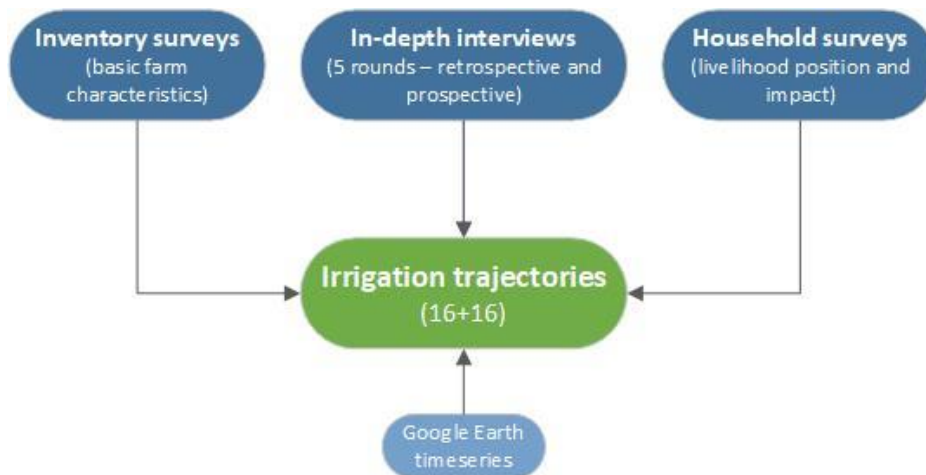 Inventory surveys
(basic farm
characteristics)
In-depth interviews
(5 rounds – retrospective and
prospective)
Household surveys
(livelihood position and
impact)
Irrigation trajectories
(16+16)
Google Earth
timeseries